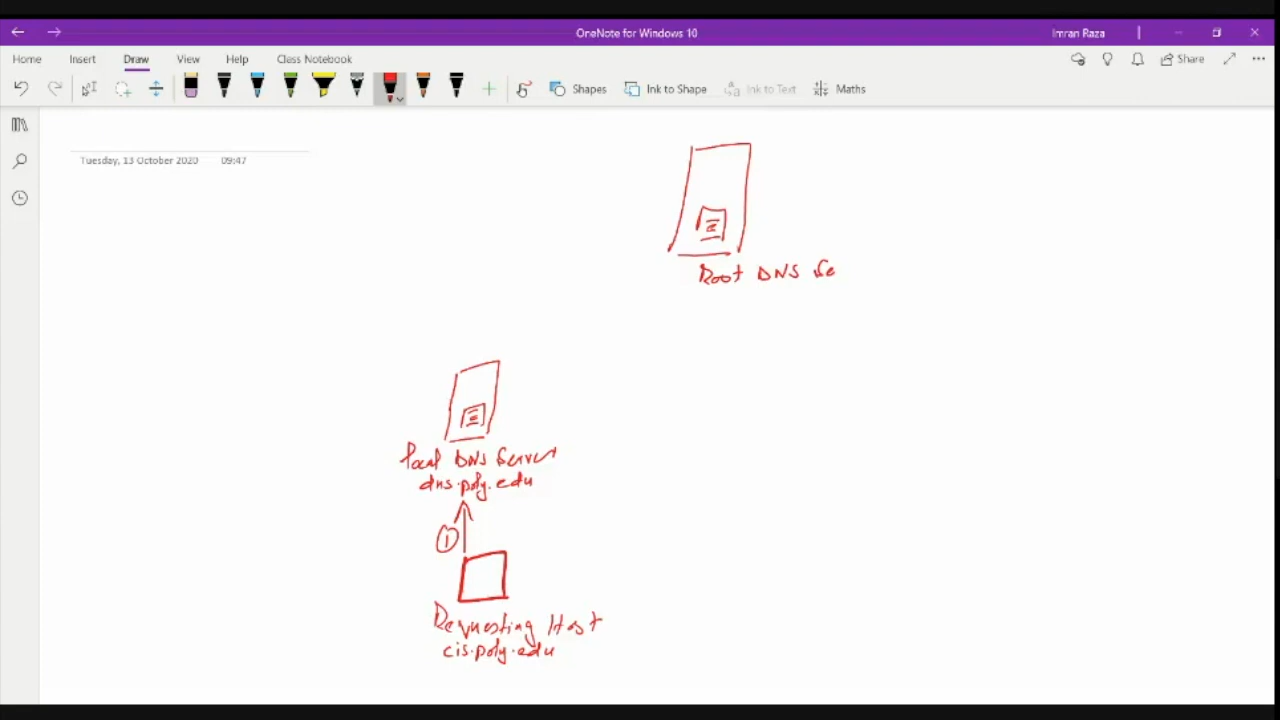 OneNote for Windows 10
Imran Raza
Home Insert Draw View Help Class Notebook
Share
Shapes Ink to Shape Ink to Text Maths
Tuesday, 13 October 2020 09:47
Root DNS Se
local DNS Server
dns.poly.edu
1
Requesting Host
cis.poly.edu